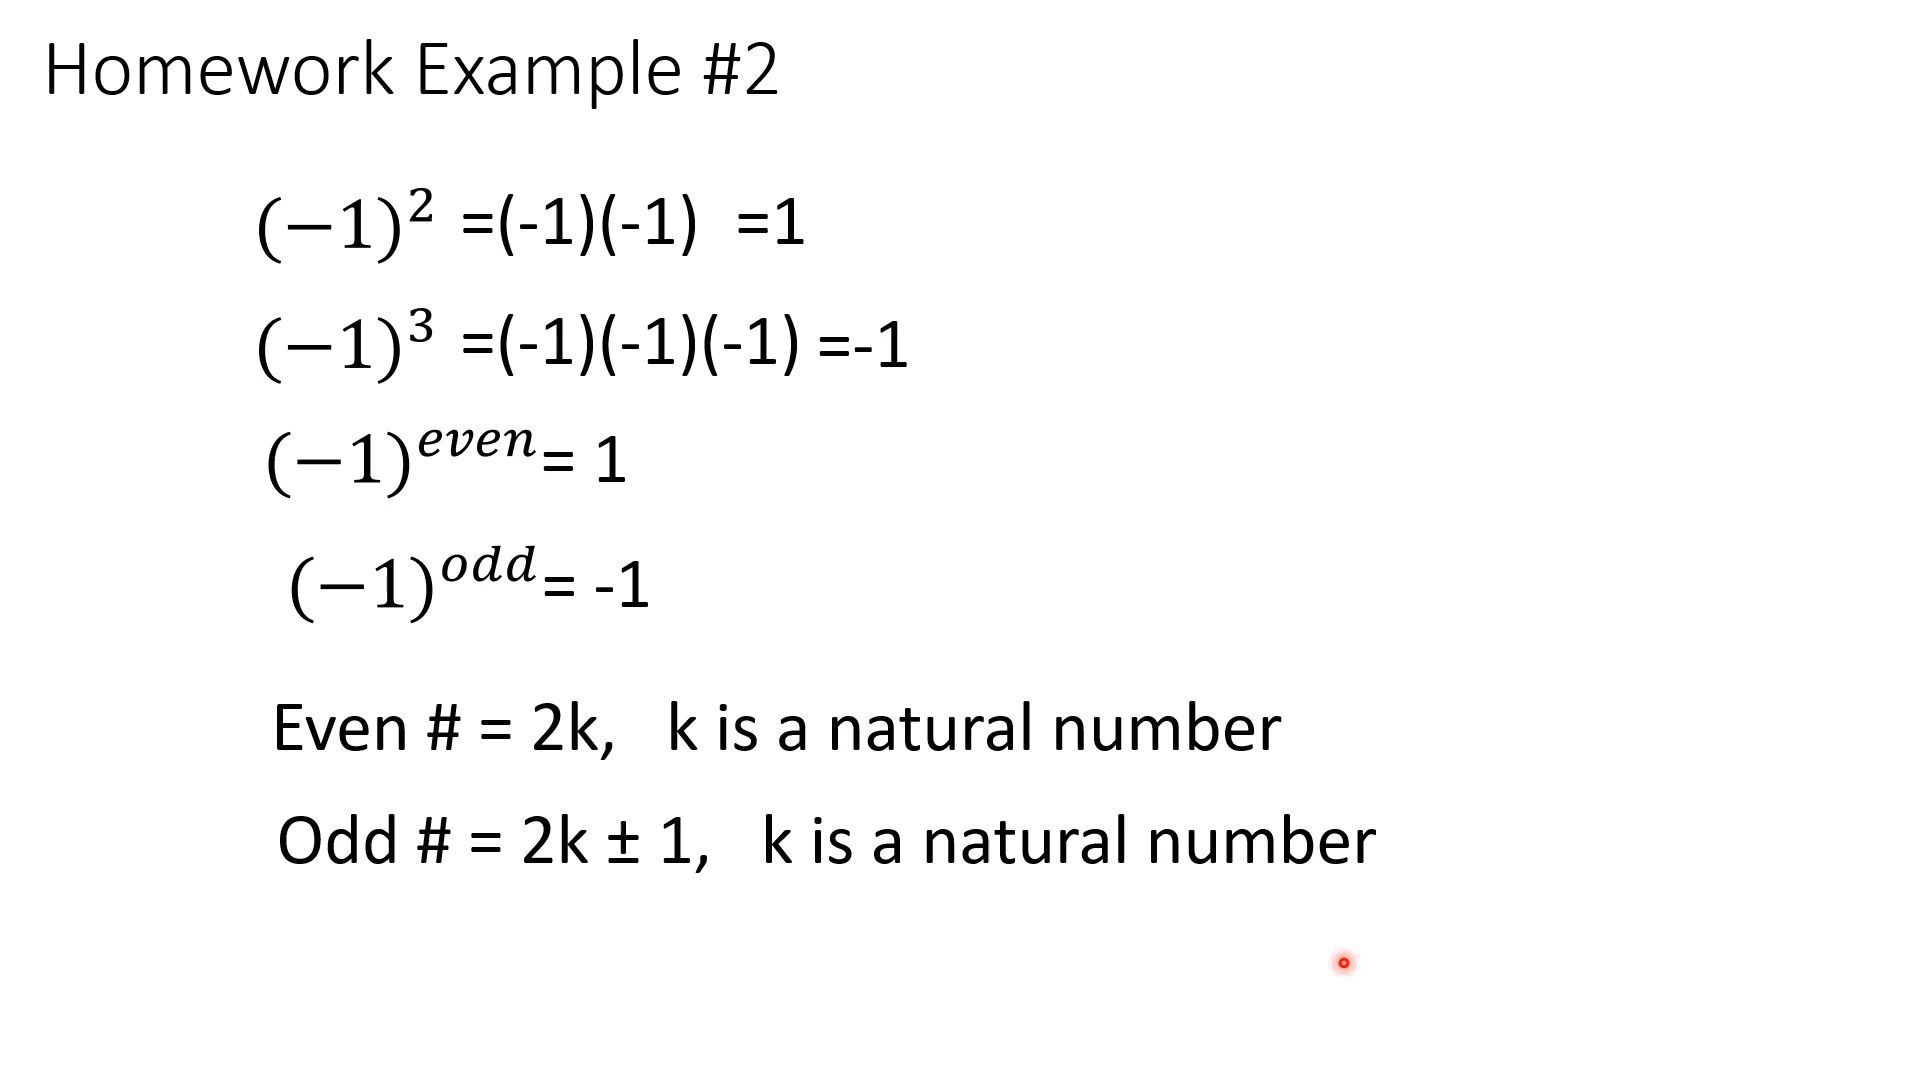 Homework Example #2
(−1)² =(-1)(-1) =1
(−1)³ =(-1)(-1)(-1) =-1
(−1)^even = 1
(−1)^odd = -1
Even # = 2k, k is a natural number
Odd # = 2k ± 1, k is a natural number